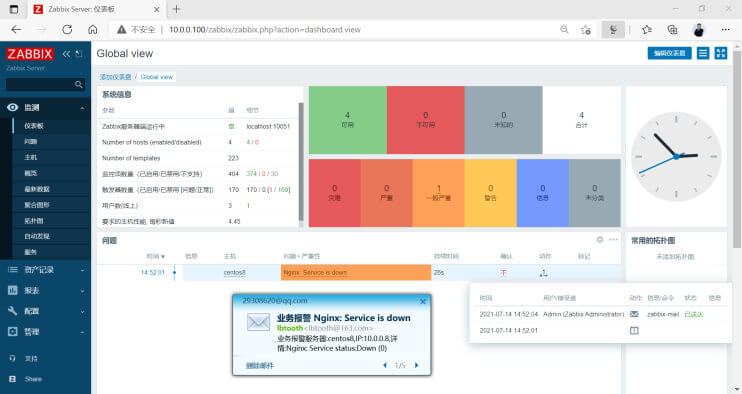 Zabbix Server: 仪表板
不安全
10.0.0.100/zabbix/zabbix.php?action=dashboard.view
ZABBIX
Zabbix Server
Global view
编辑仪表盘
添加仪表盘 / Global view
监测
仪表板
问题
主机
概览
最新数据
聚合图形
拓扑图
自动发现
服务
资产记录
报表
配置
管理
支持
Share
系统信息
参数 值 细节
Zabbix服务器端运行中 是 localhost:10051
Number of hosts (enabled/disabled) 4 4 / 0
Number of templates 223
监控项数量 (已启用/已禁用/不支持) 404 374 / 0 / 30
触发器数量 (已启用/已禁用 [问题/正常]) 170 170 / 0 [1 / 169]
用户数(线上) 3 1
要求的主机性能, 每秒新值 4.45
4 0 0 4
可用 不可用 未知的 合计
0 0 1 0 0 0
灾难 严重 一般严重 警告 信息 未分类
问题
时间 信息 主机 问题 • 严重性 持续时间 确认 动作 标记
14:52:01 centos8 Nginx: Service is down 26s 不 1
常用的拓扑图
未添加拓扑图.
时间 用户/接受者 动作 信息/命令 状态 信息
2021-07-14 14:52:04 Admin (Zabbix Administrator) zabbix-mail 已送达
2021-07-14 14:52:01
29308620@qq.com
业务报警 Nginx: Service is down
lbtooth<lbtooth@163.com>
业务报警服务器:centos8,IP:10.0.0.8,详
情:Nginx: Service status:Down (0)
删除邮件
1/5